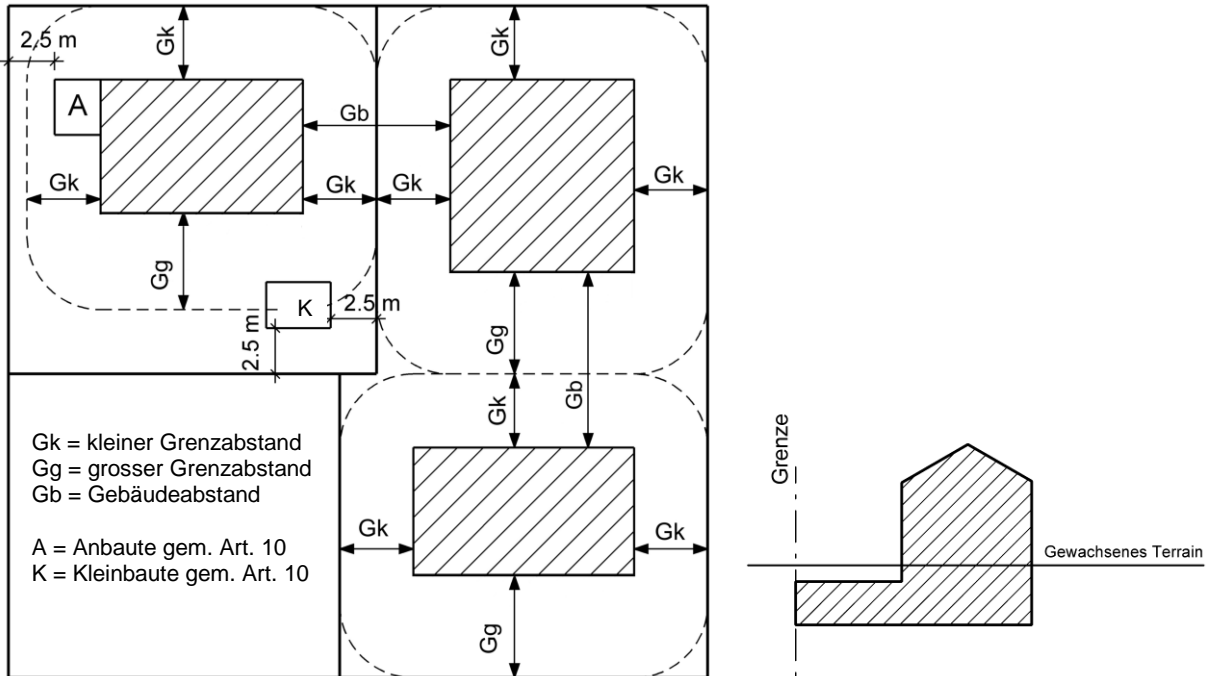 2.5 m
Gk
Gk
A
Gb
Gk
Gk
Gk
Gk
Gg
K
2.5 m
2.5 m
Gg
Gk
Gb
Gk = kleiner Grenzabstand
Gg = grosser Grenzabstand
Gb = Gebäudeabstand
A = Anbaute gem. Art. 10
K = Kleinbaute gem. Art. 10
Gk
Gk
Gg
Grenze
Gewachsenes Terrain